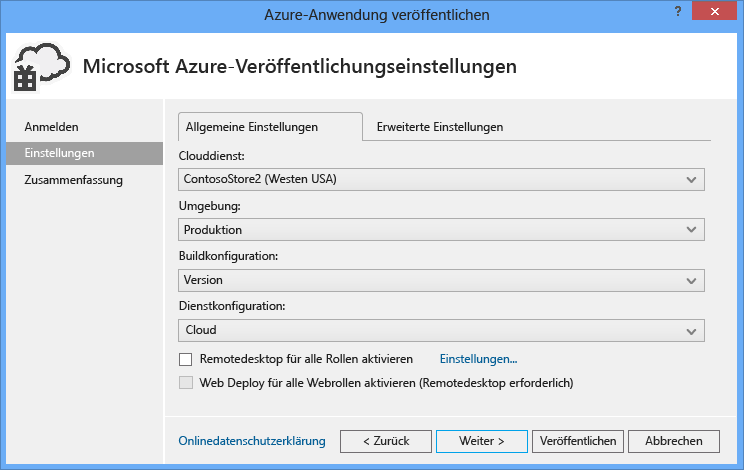 Azure-Anwendung veröffentlichen
?
Microsoft Azure-Veröffentlichungseinstellungen
Anmelden
Einstellungen
Zusammenfassung
Allgemeine Einstellungen
Erweiterte Einstellungen
Clouddienst:
ContosoStore2 (Westen USA)
Umgebung:
Produktion
Buildkonfiguration:
Version
Dienstkonfiguration:
Cloud
Remotedesktop für alle Rollen aktivieren
Einstellungen...
Web Deploy für alle Webrollen aktivieren (Remotedesktop erforderlich)
Onlinedatenschutzerklärung
< Zurück
Weiter >
Veröffentlichen
Abbrechen